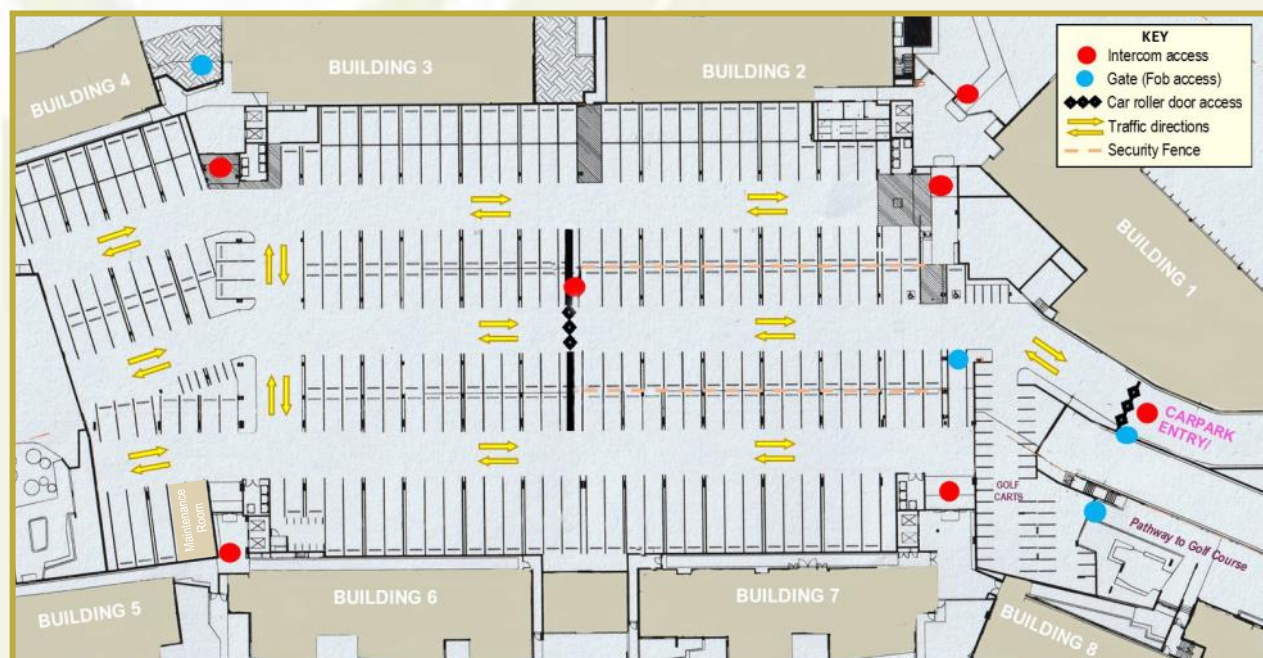 BUILDING 4
BUILDING 3
BUILDING 2
KEY
Intercom access
Gate (Fob access)
Car roller door access
Traffic directions
Security Fence
BUILDING 1
CARPARK
ENTRY/
GOLF
CARTS
Pathway to Golf Course
Maintenance
Room
BUILDING 5
BUILDING 6
BUILDING 7
BUILDING 8